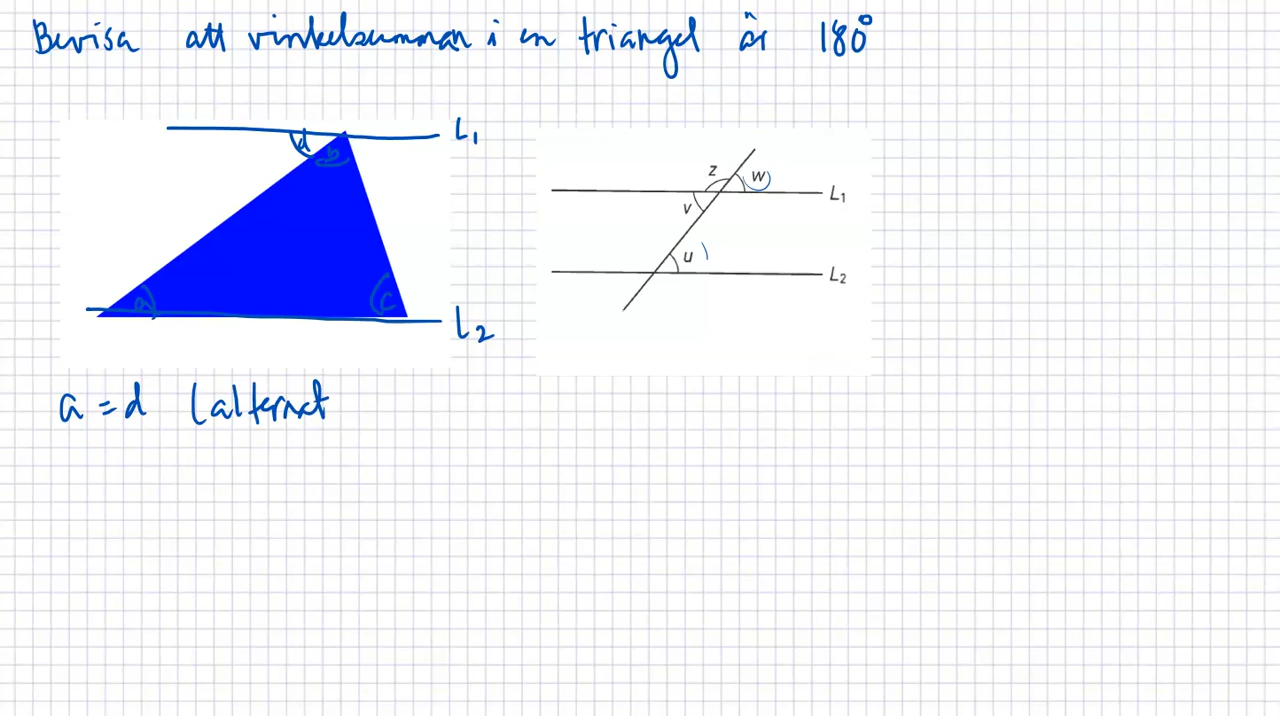 Bevisa att vinkelsumman i en triangel är 180°
L₁
d
b
a
c
L₂
z
w
v
L₁
u
L₂
a = d (alternat